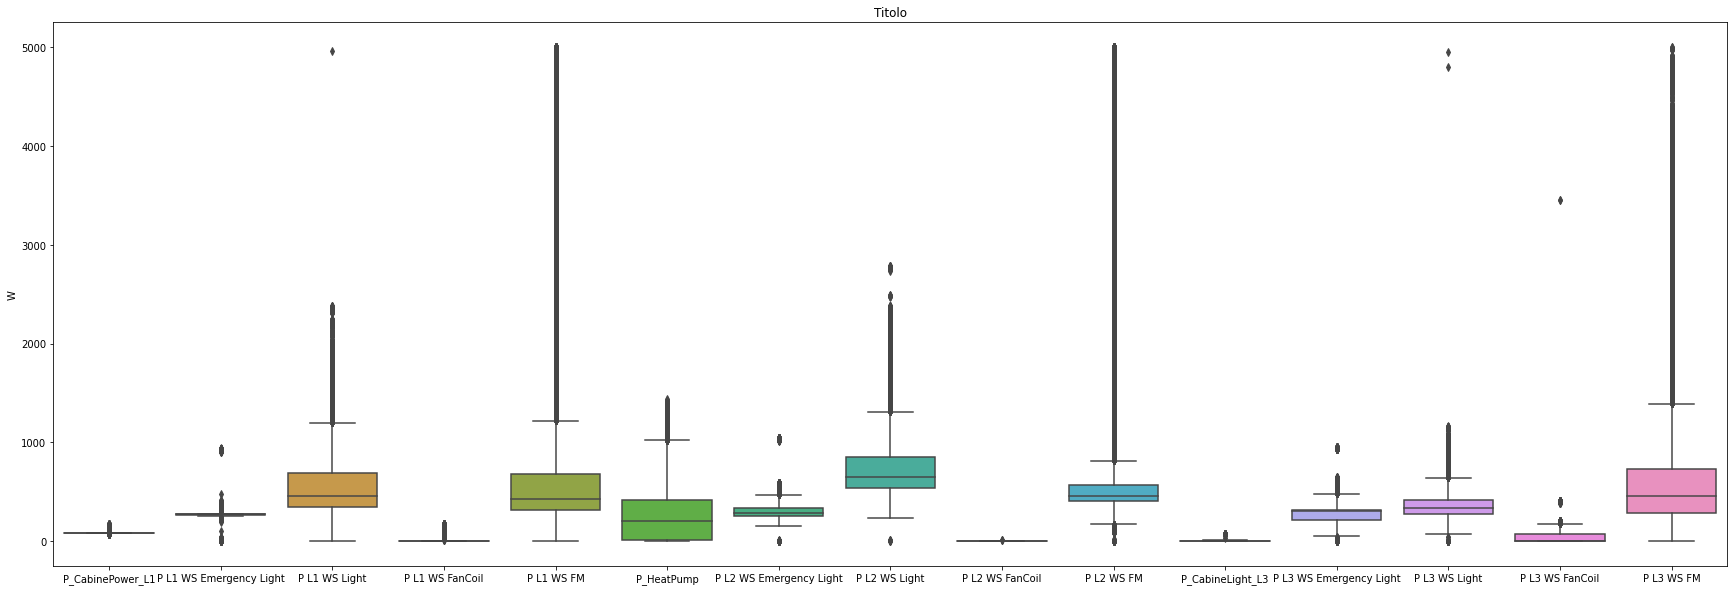 Titolo
5000
4000
3000
2000
1000
0
W
P_CabinePower_L1
P L1 WS Emergency Light
P L1 WS Light
P L1 WS FanCoil
P L1 WS FM
P_HeatPump
P L2 WS Emergency Light
P L2 WS Light
P L2 WS FanCoil
P L2 WS FM
P_CabineLight_L3
P L3 WS Emergency Light
P L3 WS Light
P L3 WS FanCoil
P L3 WS FM